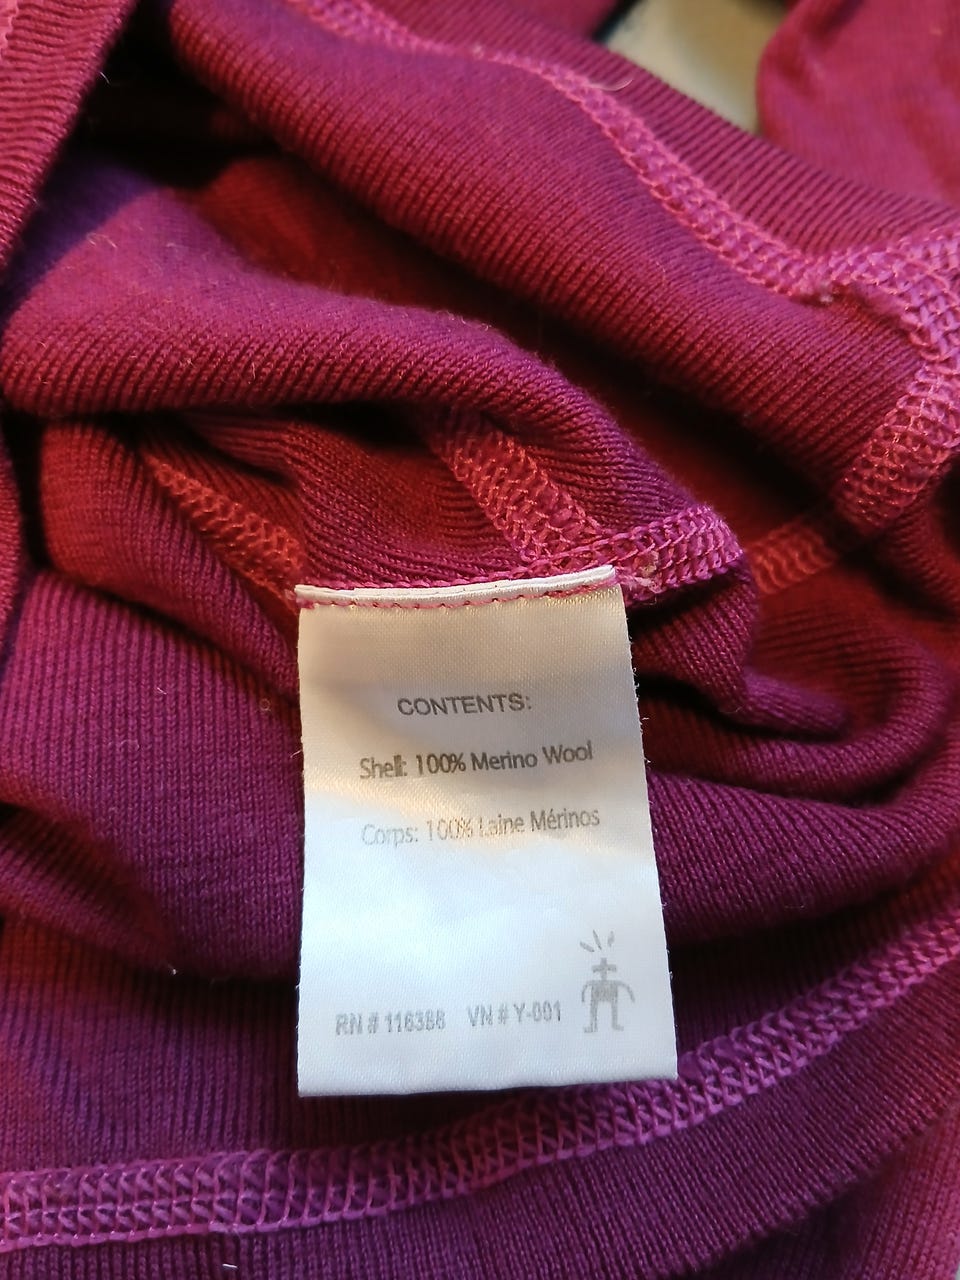 CONTENTS:
Shell: 100% Merino Wool
Corps: 100% Laine Mérinos
RN # 116388 VN # Y-001